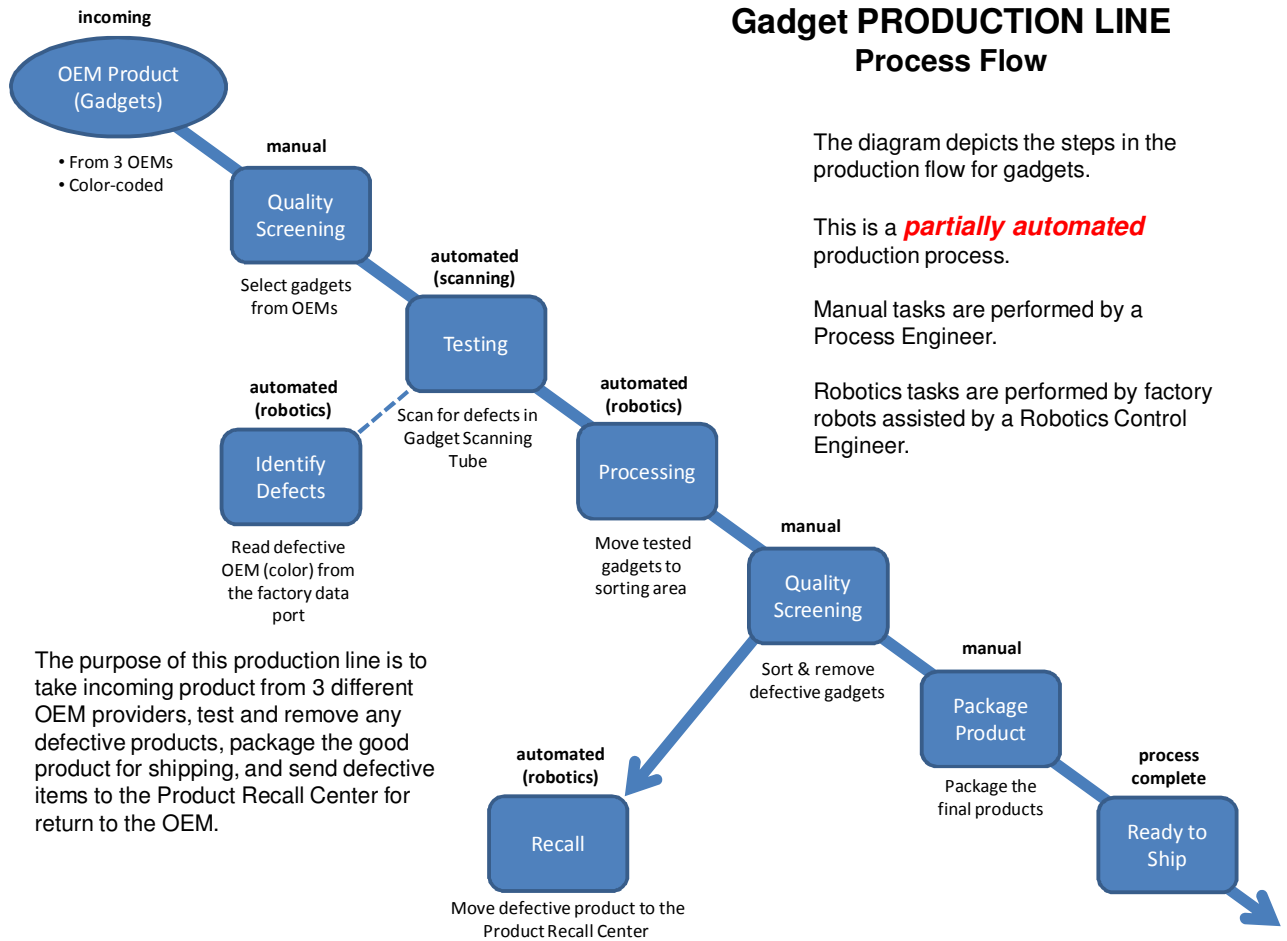 Gadget PRODUCTION LINE
Process Flow
incoming
OEM Product
(Gadgets)
• From 3 OEMs
• Color-coded
manual
Quality
Screening
Select gadgets
from OEMs
automated
(scanning)
Testing
Scan for defects in
Gadget Scanning
Tube
automated
(robotics)
Identify
Defects
Read defective
OEM (color) from
the factory data
port
automated
(robotics)
Processing
Move tested
gadgets to
sorting area
manual
Quality
Screening
Sort & remove
defective gadgets
automated
(robotics)
Recall
Move defective product to the
Product Recall Center
manual
Package
Product
Package the
final products
process
complete
Ready to
Ship
The diagram depicts the steps in the
production flow for gadgets.
This is a partially automated
production process.
Manual tasks are performed by a
Process Engineer.
Robotics tasks are performed by factory
robots assisted by a Robotics Control
Engineer.
The purpose of this production line is to
take incoming product from 3 different
OEM providers, test and remove any
defective products, package the good
product for shipping, and send defective
items to the Product Recall Center for
return to the OEM.